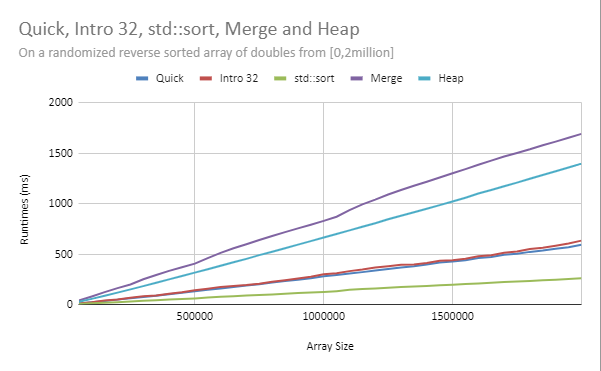 Quick, Intro 32, std::sort, Merge and Heap
On a randomized reverse sorted array of doubles from [0,2million]
Quick Intro 32 std::sort Merge Heap
2000
1500
1000
500
0
Runtimes (ms)
500000 1000000 1500000
Array Size